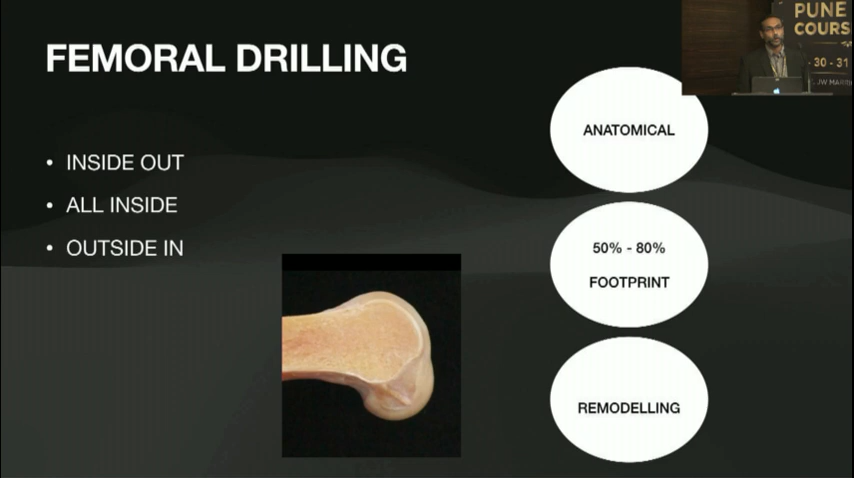 FEMORAL DRILLING
• INSIDE OUT
• ALL INSIDE
• OUTSIDE IN
ANATOMICAL
50% - 80%
FOOTPRINT
REMODELLING
PUNE
COURS
30 - 31